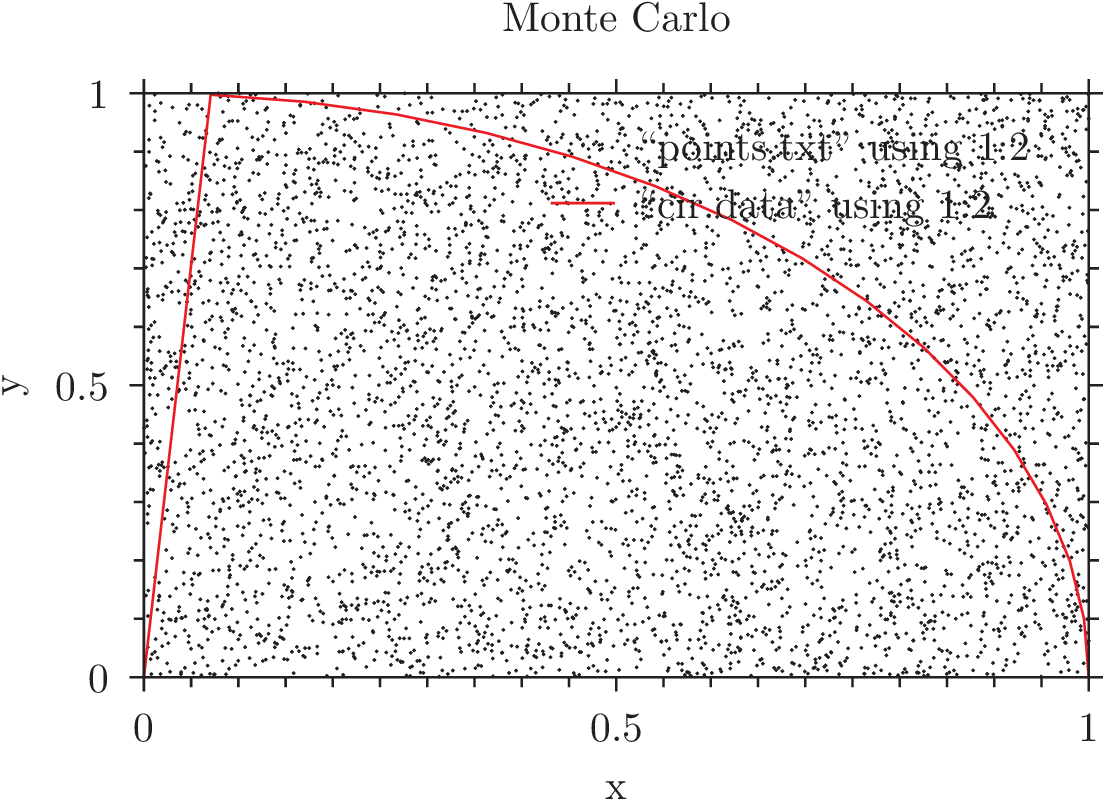 Monte Carlo
1
“points.txt” using 1:2
“cir.data” using 1:2
y
0.5
0
0 0.5 1
x